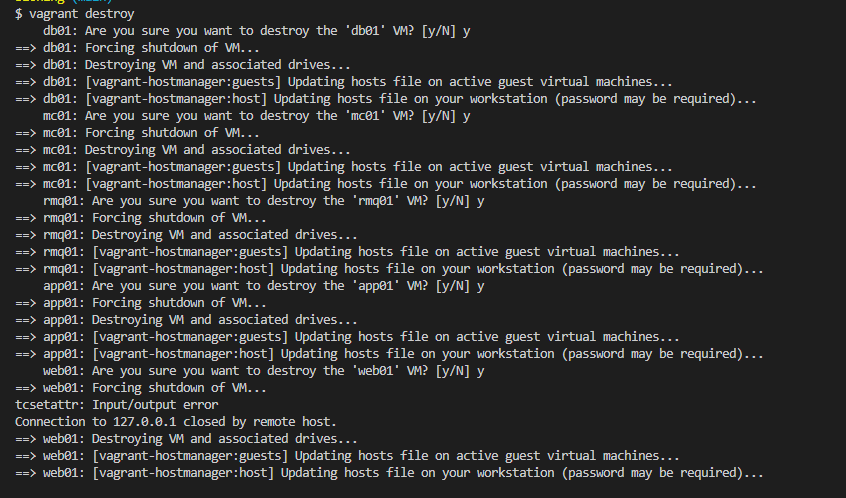 $ vagrant destroy
db01: Are you sure you want to destroy the 'db01' VM? [y/N] y
==> db01: Forcing shutdown of VM...
==> db01: Destroying VM and associated drives...
==> db01: [vagrant-hostmanager:guests] Updating hosts file on active guest virtual machines...
==> db01: [vagrant-hostmanager:host] Updating hosts file on your workstation (password may be required)...
mc01: Are you sure you want to destroy the 'mc01' VM? [y/N] y
==> mc01: Forcing shutdown of VM...
==> mc01: Destroying VM and associated drives...
==> mc01: [vagrant-hostmanager:guests] Updating hosts file on active guest virtual machines...
==> mc01: [vagrant-hostmanager:host] Updating hosts file on your workstation (password may be required)...
rmq01: Are you sure you want to destroy the 'rmq01' VM? [y/N] y
==> rmq01: Forcing shutdown of VM...
==> rmq01: Destroying VM and associated drives...
==> rmq01: [vagrant-hostmanager:guests] Updating hosts file on active guest virtual machines...
==> rmq01: [vagrant-hostmanager:host] Updating hosts file on your workstation (password may be required)...
app01: Are you sure you want to destroy the 'app01' VM? [y/N] y
==> app01: Forcing shutdown of VM...
==> app01: Destroying VM and associated drives...
==> app01: [vagrant-hostmanager:guests] Updating hosts file on active guest virtual machines...
==> app01: [vagrant-hostmanager:host] Updating hosts file on your workstation (password may be required)...
web01: Are you sure you want to destroy the 'web01' VM? [y/N] y
==> web01: Forcing shutdown of VM...
tcsetattr: Input/output error
Connection to 127.0.0.1 closed by remote host.
==> web01: Destroying VM and associated drives...
==> web01: [vagrant-hostmanager:guests] Updating hosts file on active guest virtual machines...
==> web01: [vagrant-hostmanager:host] Updating hosts file on your workstation (password may be required)...